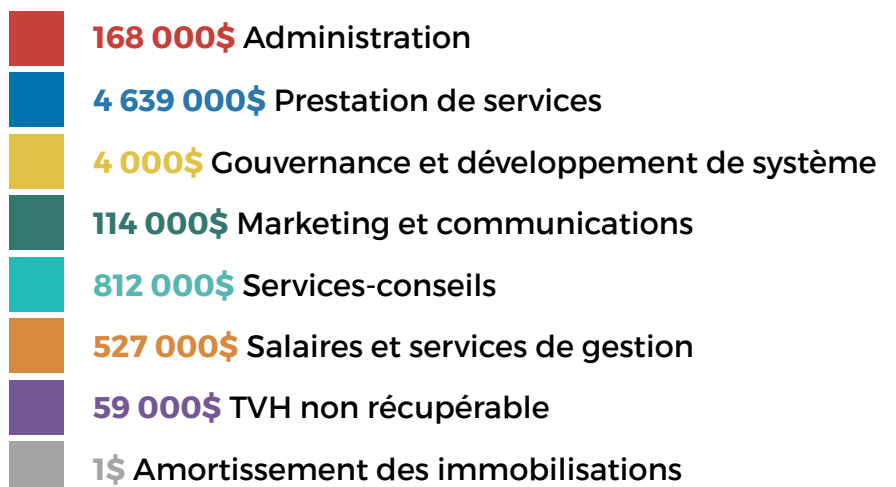 168 000$ Administration
4 639 000$ Prestation de services
4 000$ Gouvernance et développement de système
114 000$ Marketing et communications
812 000$ Services-conseils
527 000$ Salaires et services de gestion
59 000$ TVH non récupérable
1$ Amortissement des immobilisations